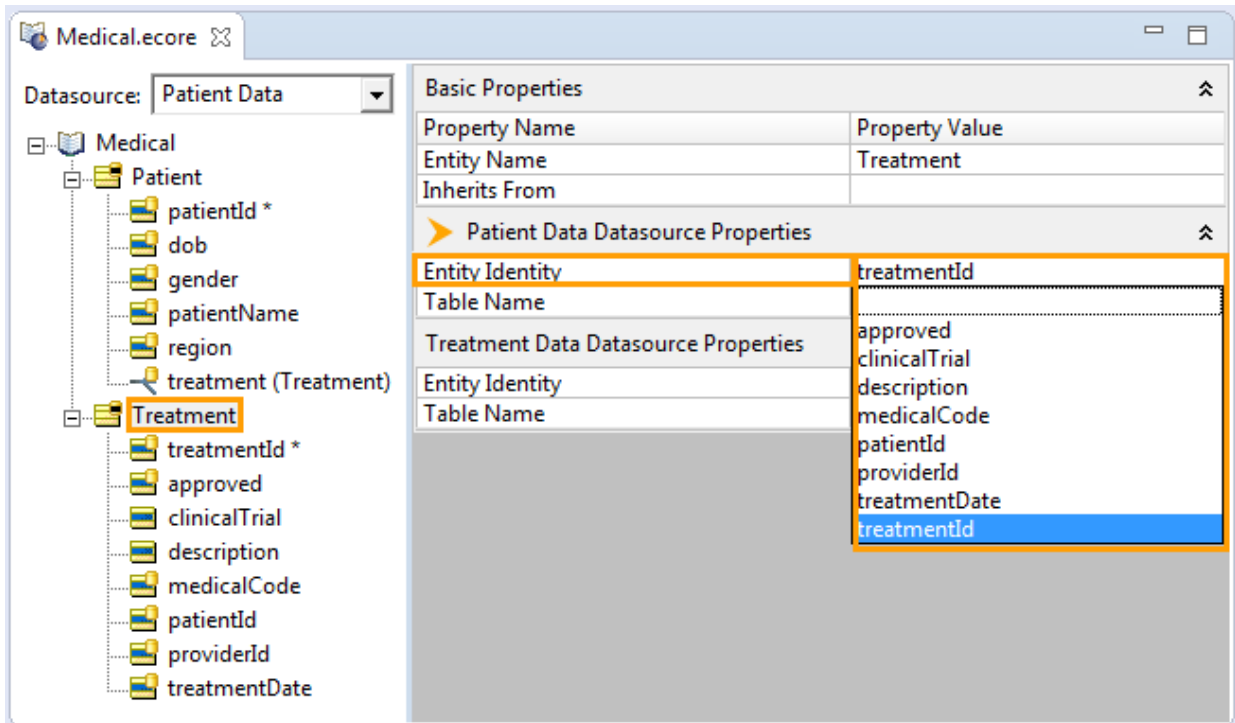 Medical.ecore
Datasource: Patient Data
Medical
Patient
patientId *
dob
gender
patientName
region
treatment (Treatment)
Treatment
treatmentId *
approved
clinicalTrial
description
medicalCode
patientId
providerId
treatmentDate
Basic Properties
Property Name Property Value
Entity Name Treatment
Inherits From
Patient Data Datasource Properties
Entity Identity treatmentId
Table Name
Treatment Data Datasource Properties
Entity Identity
Table Name
approved
clinicalTrial
description
medicalCode
patientId
providerId
treatmentDate
treatmentId